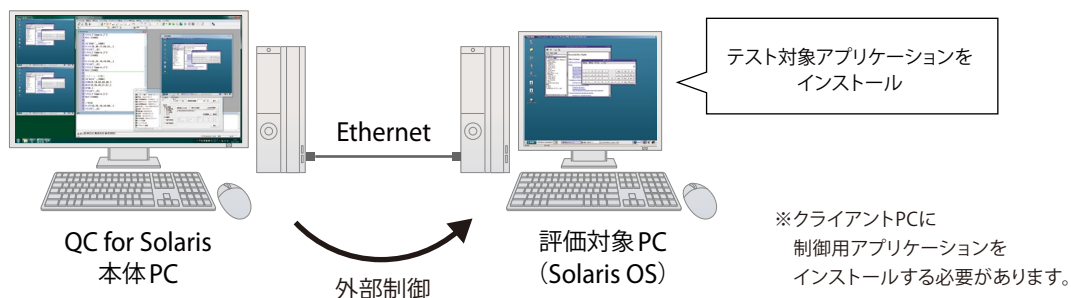 テスト対象アプリケーションを
インストール
Ethernet
QC for Solaris
本体PC
外部制御
評価対象PC
（Solaris OS）
※クライアントPCに
制御用アプリケーションを
インストールする必要があります。